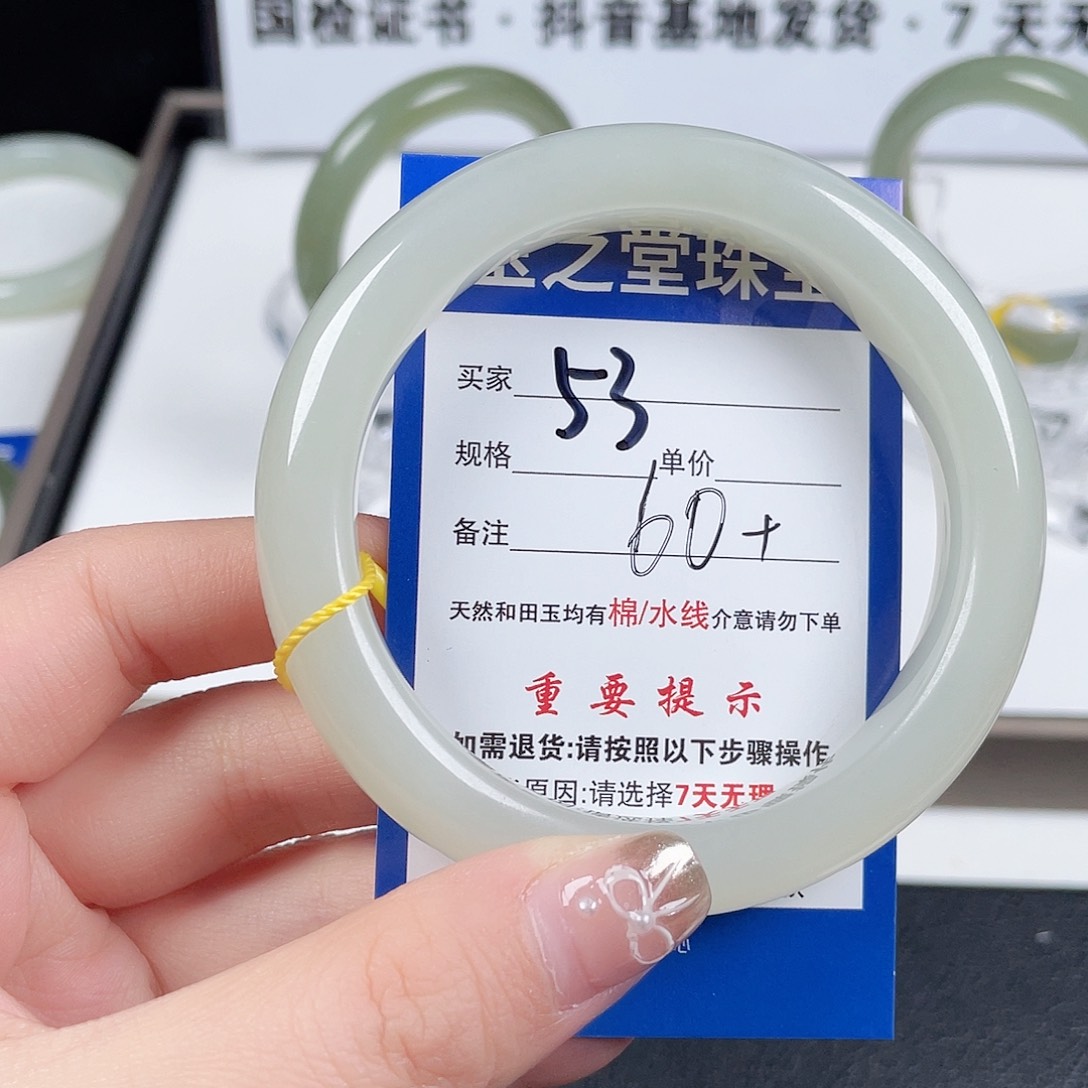 国检证书·抖音基地发货·7天无
玉之堂珠宝
买家 53
规格 单价
备注 60+
天然和田玉均有棉/水线介意请勿下单
重要提示
如需退货:请按照以下步骤操作
原因:请选择7天无理